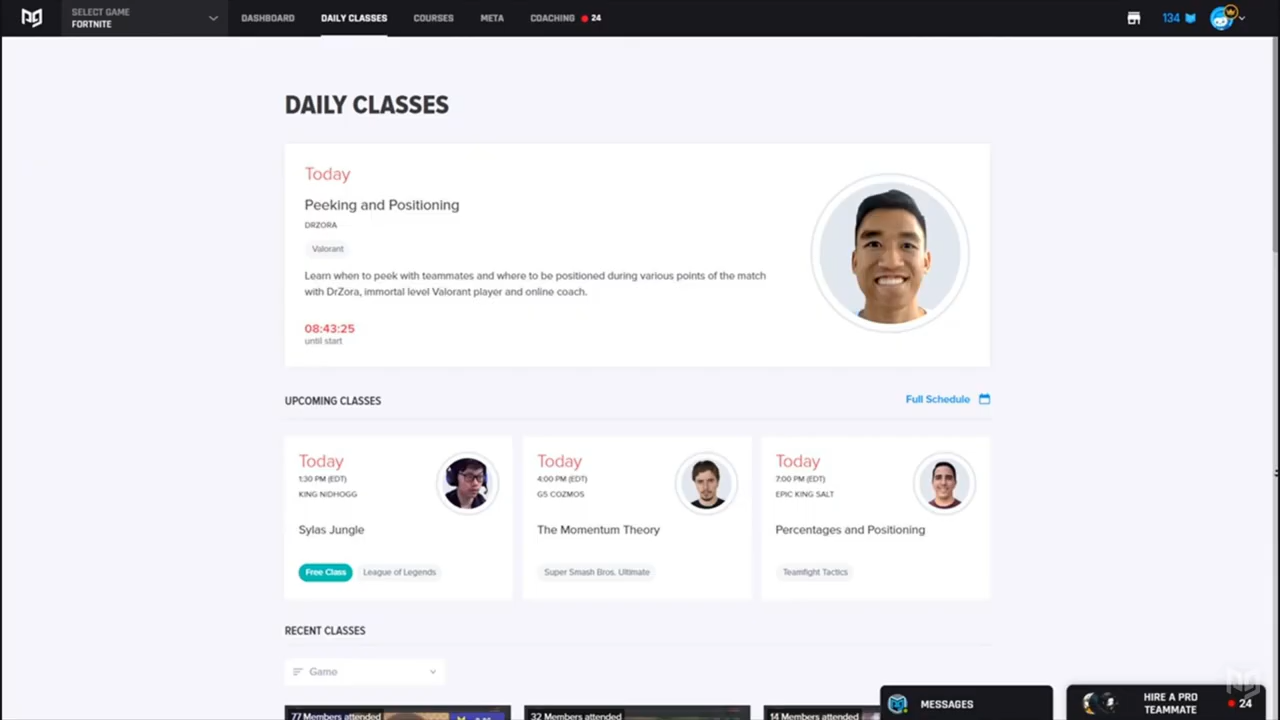 SELECT GAME
FORTNITE
DASHBOARD
DAILY CLASSES
COURSES
META
COACHING 24
134
DAILY CLASSES
Today
Peeking and Positioning
DRZORA
Valorant
Learn when to peek with teammates and where to be positioned during various points of the match
with DrZora, immortal level Valorant player and online coach.
08:43:25
until start
UPCOMING CLASSES
Full Schedule
Today
1:30 PM (EDT)
KING NIDHOGG
Sylas Jungle
Free Class
League of Legends
Today
4:00 PM (EDT)
G5 COZMOS
The Momentum Theory
Super Smash Bros. Ultimate
Today
7:00 PM (EDT)
EPIC KING SALT
Percentages and Positioning
Teamfight Tactics
RECENT CLASSES
Game
77 Members attended
32 Members attended
14 Members attended
MESSAGES
HIRE A PRO
TEAMMATE
24